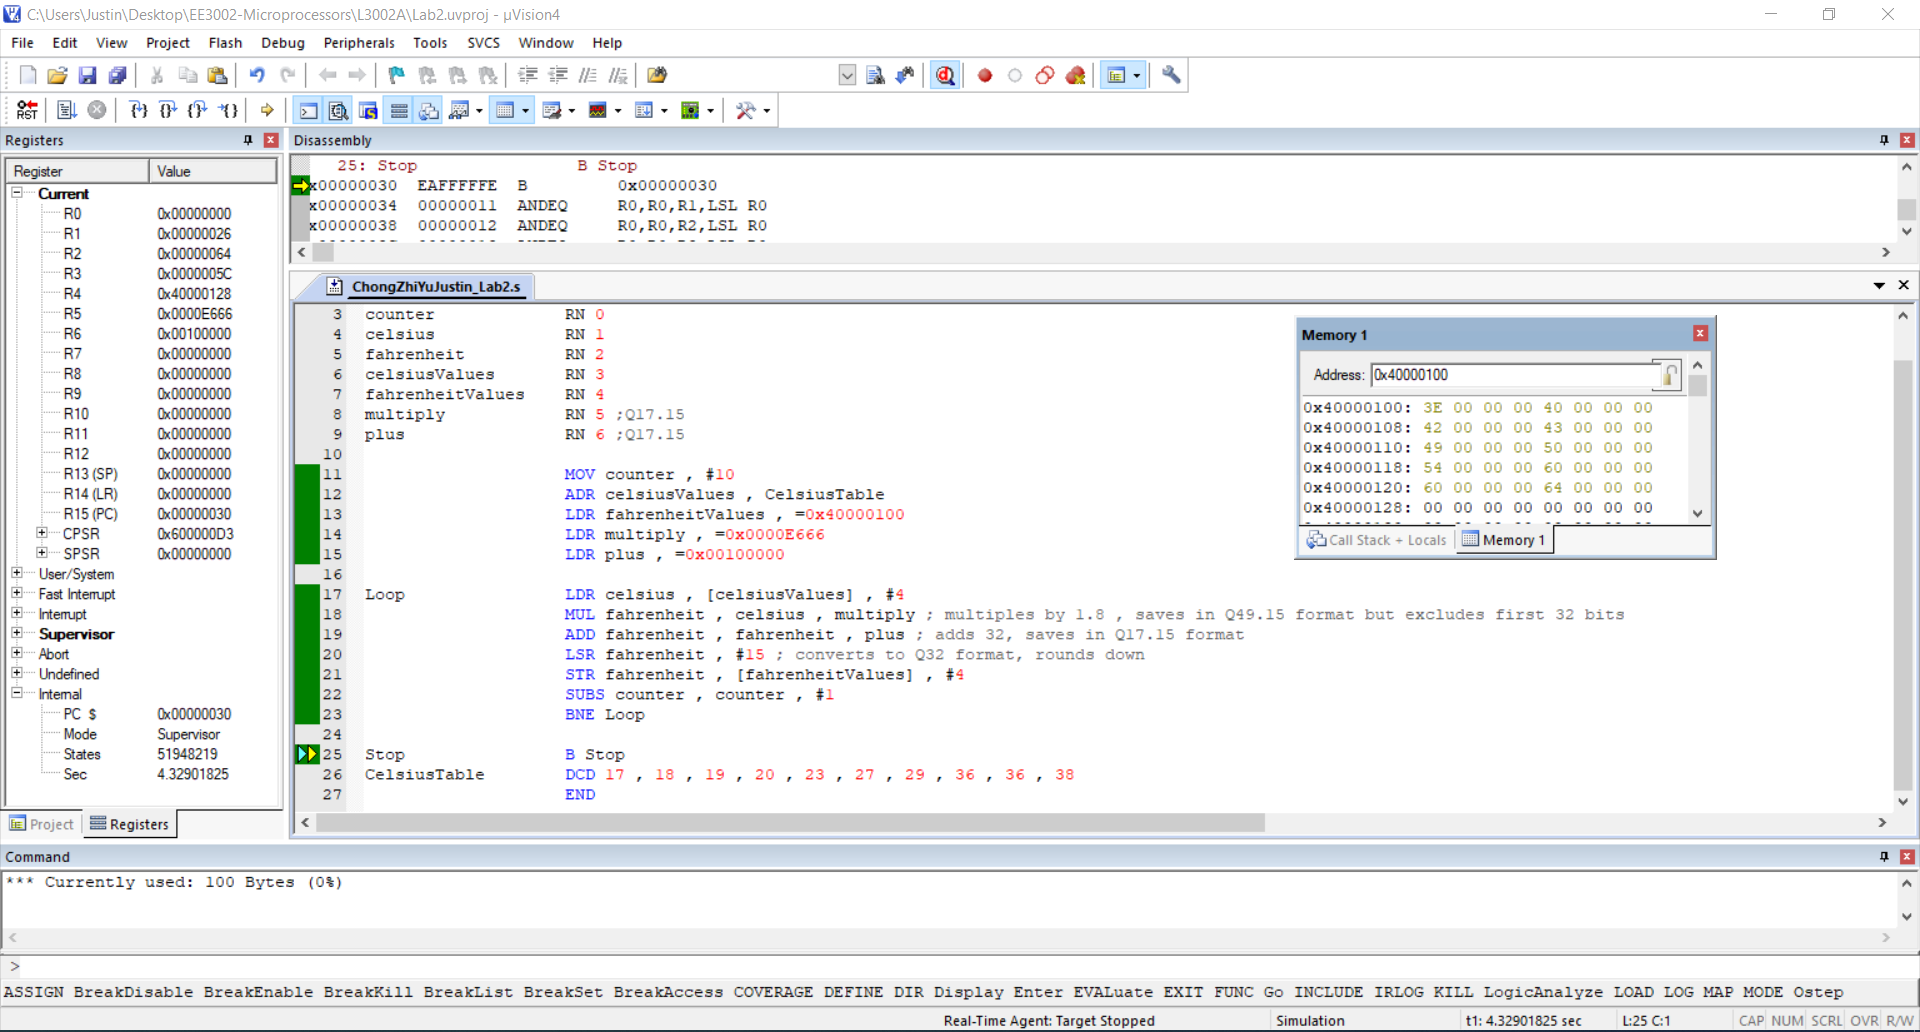 C:\Users\Justin\Desktop\EE3002-Microprocessors\L3002A\Lab2.uvproj - µVision4
File Edit View Project Flash Debug Peripherals Tools SVCS Window Help
Registers
Register Value
Current
R0 0x00000000
R1 0x00000026
R2 0x00000064
R3 0x0000005C
R4 0x40000128
R5 0x0000E666
R6 0x00100000
R7 0x00000000
R8 0x00000000
R9 0x00000000
R10 0x00000000
R11 0x00000000
R12 0x00000000
R13 (SP) 0x00000000
R14 (LR) 0x00000000
R15 (PC) 0x00000030
CPSR 0x600000D3
SPSR 0x00000000
User/System
Fast Interrupt
Interrupt
Supervisor
Abort
Undefined
Internal
PC $ 0x00000030
Mode Supervisor
States 51948219
Sec 4.32901825
Project Registers
Disassembly
25: Stop B Stop
x00000030 EAFFFFFE B 0x00000030
x00000034 00000011 ANDEQ R0,R0,R1,LSL R0
x00000038 00000012 ANDEQ R0,R0,R2,LSL R0
ChongZhiYuJustin_Lab2.s
3 counter RN 0
4 celsius RN 1
5 fahrenheit RN 2
6 celsiusValues RN 3
7 fahrenheitValues RN 4
8 multiply RN 5 ;Q17.15
9 plus RN 6 ;Q17.15
10
11 MOV counter , #10
12 ADR celsiusValues , CelsiusTable
13 LDR fahrenheitValues , =0x40000100
14 LDR multiply , =0x0000E666
15 LDR plus , =0x00100000
16
17 Loop LDR celsius , [celsiusValues] , #4
18 MUL fahrenheit , celsius , multiply ; multiples by 1.8 , saves in Q49.15 format but excludes first 32 bits
19 ADD fahrenheit , fahrenheit , plus ; adds 32, saves in Q17.15 format
20 LSR fahrenheit , #15 ; converts to Q32 format, rounds down
21 STR fahrenheit , [fahrenheitValues] , #4
22 SUBS counter , counter , #1
23 BNE Loop
24
25 Stop B Stop
26 CelsiusTable DCD 17 , 18 , 19 , 20 , 23 , 27 , 29 , 36 , 36 , 38
27 END
Memory 1
Address: 0x40000100
0x40000100: 3E 00 00 00 40 00 00 00
0x40000108: 42 00 00 00 43 00 00 00
0x40000110: 49 00 00 00 50 00 00 00
0x40000118: 54 00 00 00 60 00 00 00
0x40000120: 60 00 00 00 64 00 00 00
0x40000128: 00 00 00 00 00 00 00 00
Call Stack + Locals Memory 1
Command
*** Currently used: 100 Bytes (0%)
>
ASSIGN BreakDisable BreakEnable BreakKill BreakList BreakSet BreakAccess COVERAGE DEFINE DIR Display Enter EVALuate EXIT FUNC Go INCLUDE IRLOG KILL LogicAnalyze LOAD LOG MAP MODE Ostep
Real-Time Agent: Target Stopped Simulation t1: 4.32901825 sec L:25 C:1 CAP NUM SCRL OVR R/W